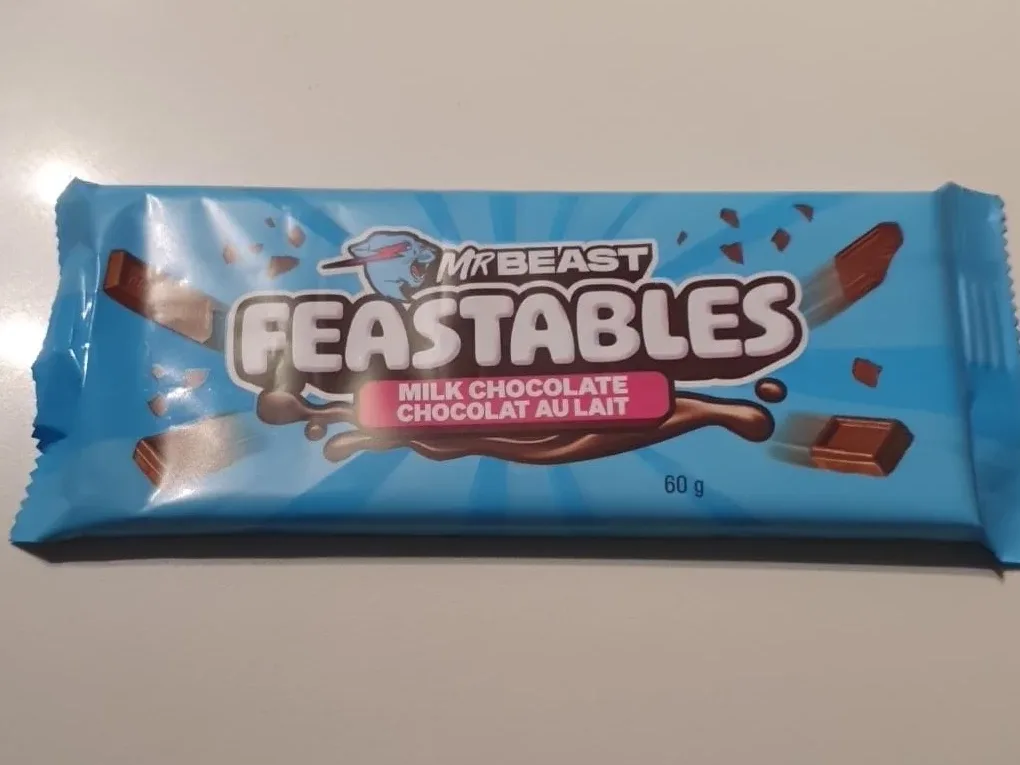 MR BEAST
FEASTABLES
MILK CHOCOLATE
CHOCOLAT AU LAIT
60 g